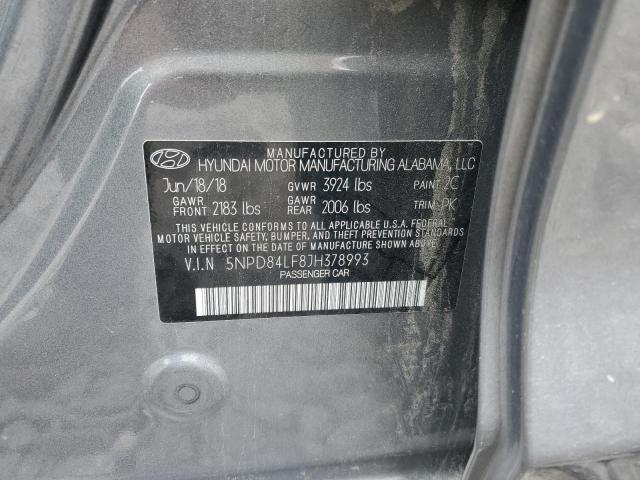 MANUFACTURED BY
HYUNDAI MOTOR MANUFACTURING ALABAMA, LLC
Jun/18/18 GVWR 3924 lbs PAINT 2C
GAWR FRONT 2183 lbs GAWR REAR 2006 lbs TRIM PK
THIS VEHICLE CONFORMS TO ALL APPLICABLE U.S.A. FEDERAL
MOTOR VEHICLE SAFETY, BUMPER, AND THEFT PREVENTION STANDARDS
IN EFFECT ON THE DATE OF MANUFACTURE SHOWN ABOVE.
V.I.N 5NPD84LF8JH378993
PASSENGER CAR